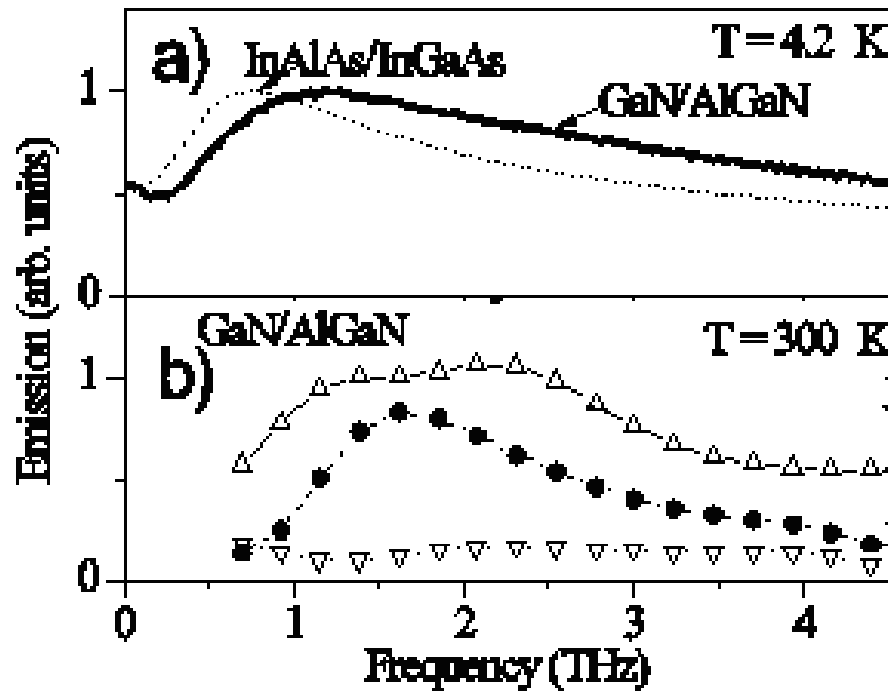 a)
InAlAs/InGaAs
T = 4.2 K
GaN/AlGaN
1
0
Emission (arb. units)
GaN/AlGaN
T = 300 K
b)
1
0
0 1 2 3 4
Frequency (THz)